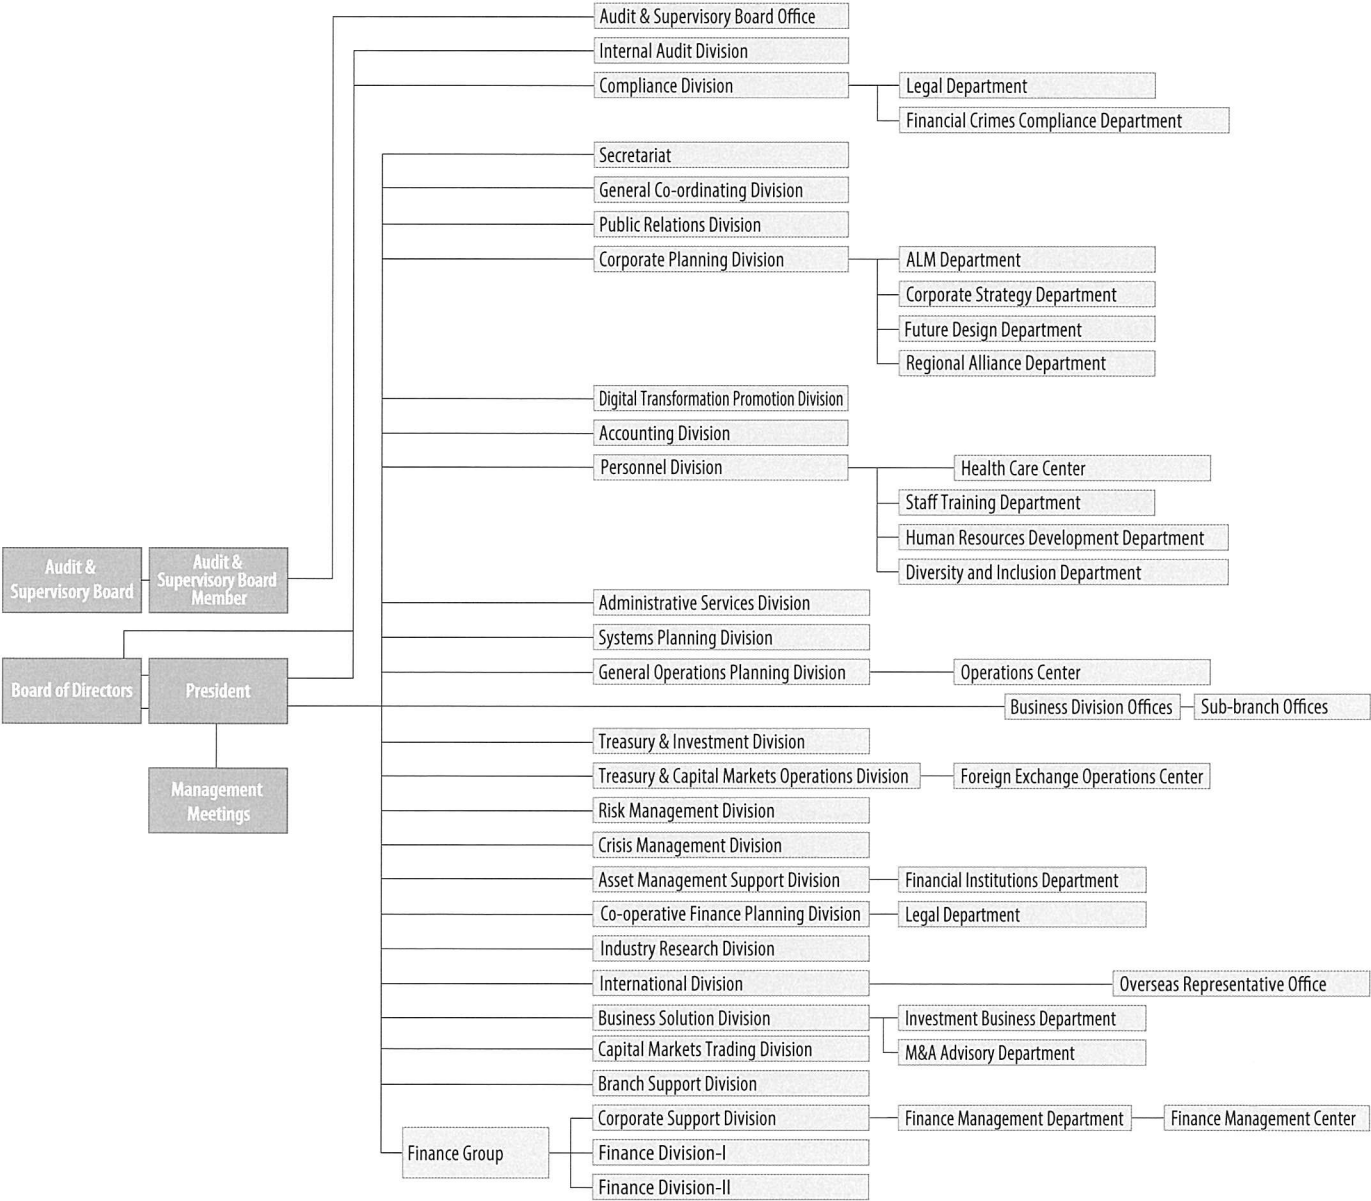 Audit & Supervisory Board Office
Internal Audit Division
Compliance Division
Legal Department
Financial Crimes Compliance Department
Secretariat
General Co-ordinating Division
Public Relations Division
Corporate Planning Division
ALM Department
Corporate Strategy Department
Future Design Department
Regional Alliance Department
Digital Transformation Promotion Division
Accounting Division
Personnel Division
Health Care Center
Staff Training Department
Human Resources Development Department
Diversity and Inclusion Department
Audit &
Supervisory Board
Audit &
Supervisory Board
Member
Administrative Services Division
Systems Planning Division
General Operations Planning Division
Operations Center
Board of Directors
President
Business Division Offices
Sub-branch Offices
Management
Meetings
Treasury & Investment Division
Treasury & Capital Markets Operations Division
Foreign Exchange Operations Center
Risk Management Division
Crisis Management Division
Asset Management Support Division
Financial Institutions Department
Co-operative Finance Planning Division
Legal Department
Industry Research Division
International Division
Overseas Representative Office
Business Solution Division
Investment Business Department
M&A Advisory Department
Capital Markets Trading Division
Branch Support Division
Corporate Support Division
Finance Management Department
Finance Management Center
Finance Group
Finance Division-I
Finance Division-II